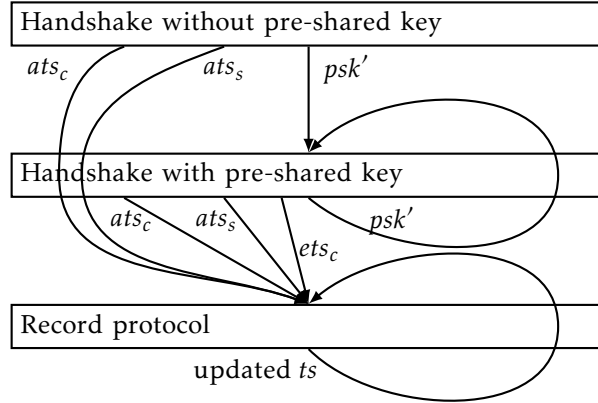 Handshake without pre-shared key
ats_c ats_s psk′
Handshake with pre-shared key
ats_c ats_s ets_c psk′
Record protocol
updated ts